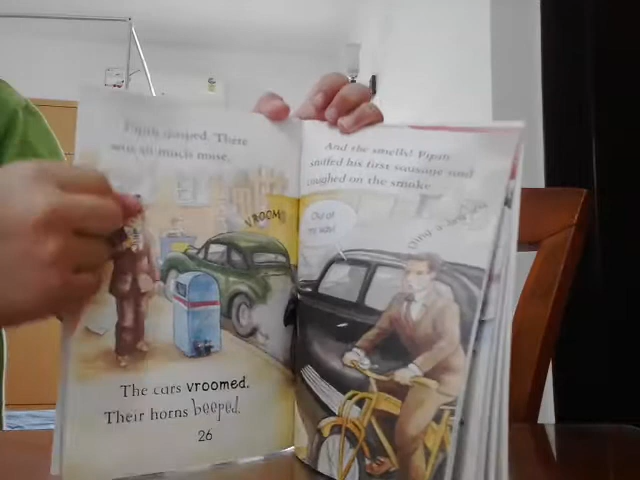 Pipin gasped. There
was so much noise.
VROOM
The cars vroomed.
Their horns beeped.
26
And the smells! Pipin
sniffed his first sausage and
coughed on the smoke
Out of
my way!